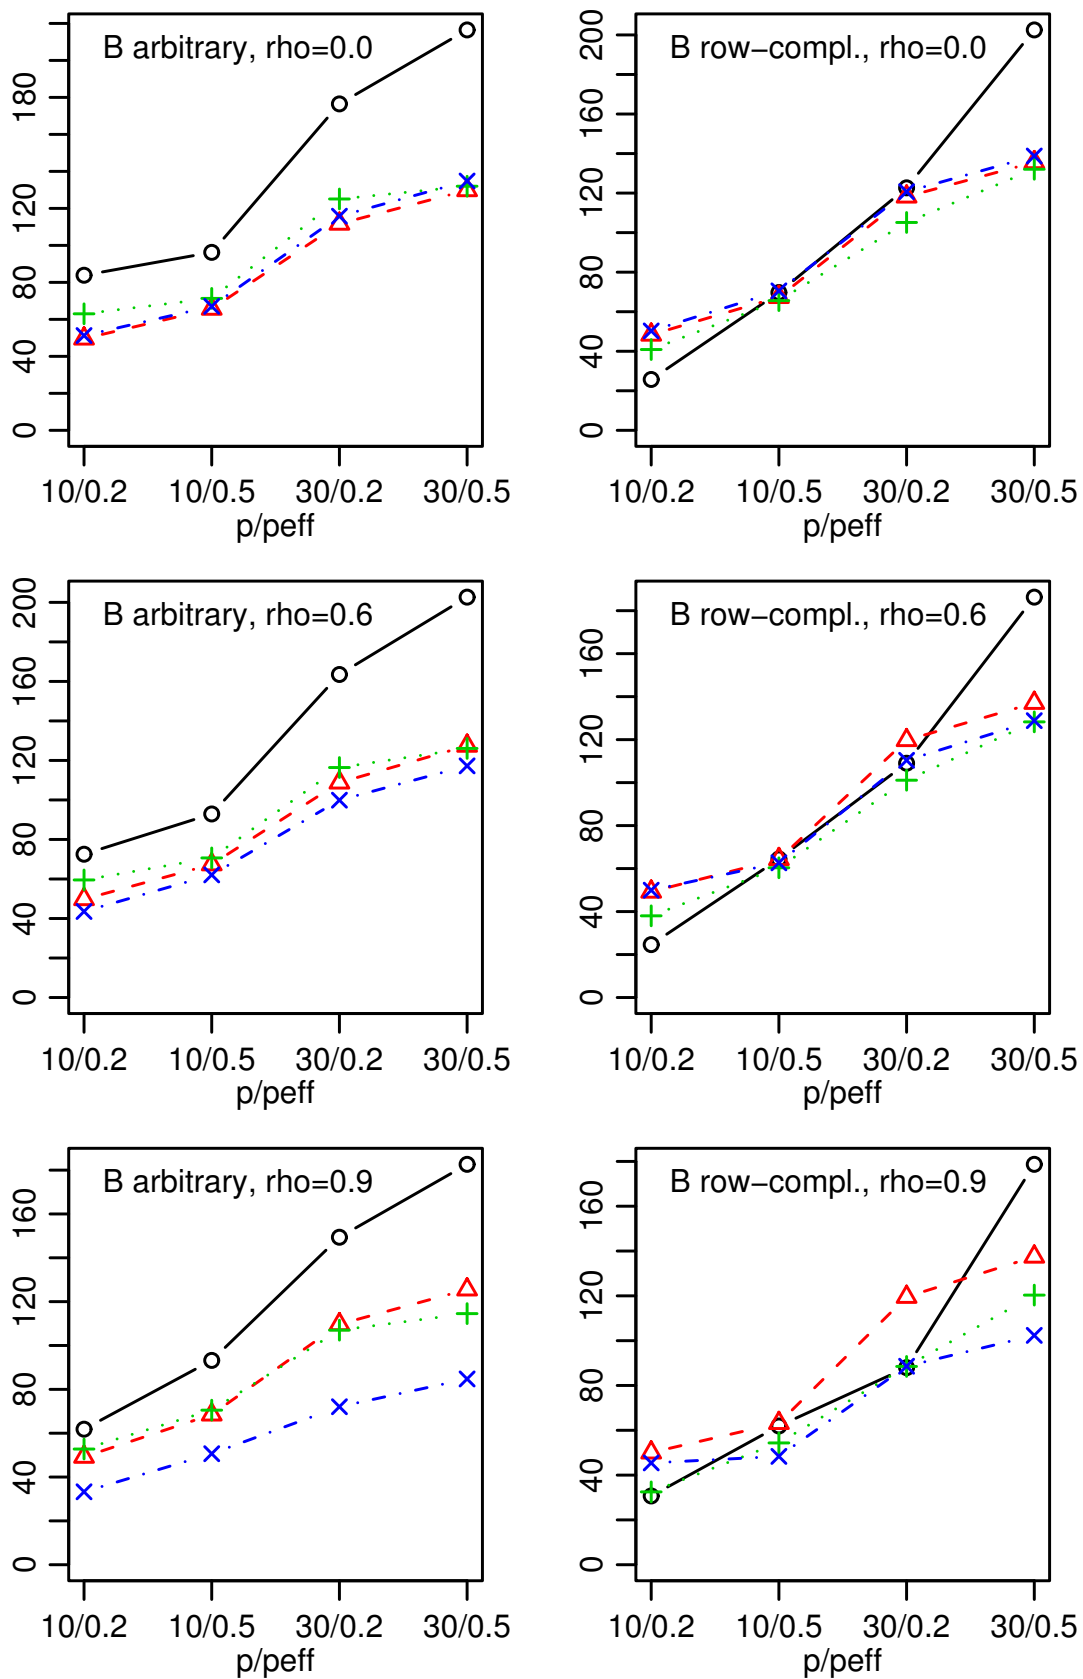 B arbitrary, rho=0.0
180
120
80
40
0
10/0.2 10/0.5 30/0.2 30/0.5
p/peff
B row−compl., rho=0.0
200
160
120
80
40
0
10/0.2 10/0.5 30/0.2 30/0.5
p/peff
B arbitrary, rho=0.6
200
160
120
80
40
0
10/0.2 10/0.5 30/0.2 30/0.5
p/peff
B row−compl., rho=0.6
160
120
80
40
0
10/0.2 10/0.5 30/0.2 30/0.5
p/peff
B arbitrary, rho=0.9
160
120
80
40
0
10/0.2 10/0.5 30/0.2 30/0.5
p/peff
B row−compl., rho=0.9
160
120
80
40
0
10/0.2 10/0.5 30/0.2 30/0.5
p/peff